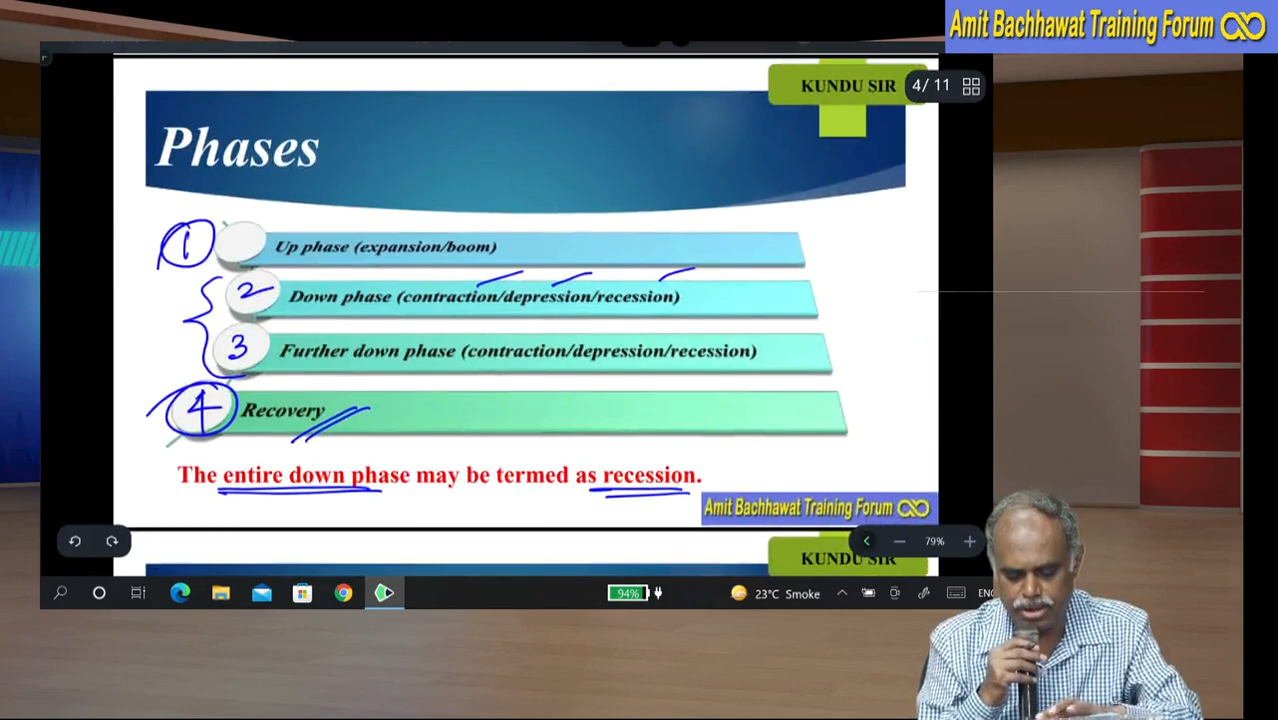 Amit Bachhawat Training Forum
KUNDU SIR
4/ 11
Phases
1 Up phase (expansion/boom)
2 Down phase (contraction/depression/recession)
3 Further down phase (contraction/depression/recession)
4 Recovery
The entire down phase may be termed as recession.
Amit Bachhawat Training Forum
79%
KUNDU SIR
94%
23°C Smoke
ENG